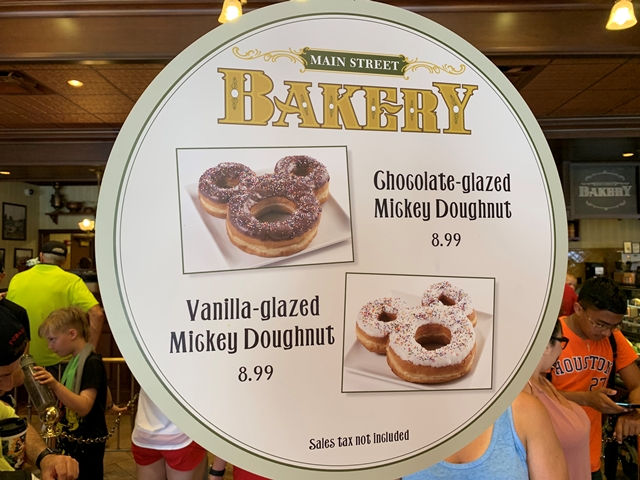 MAIN STREET
BAKERY
Chocolate-glazed
Mickey Doughnut
8.99
Vanilla-glazed
Mickey Doughnut
8.99
Sales tax not included
BAKERY
HOUSTON
27